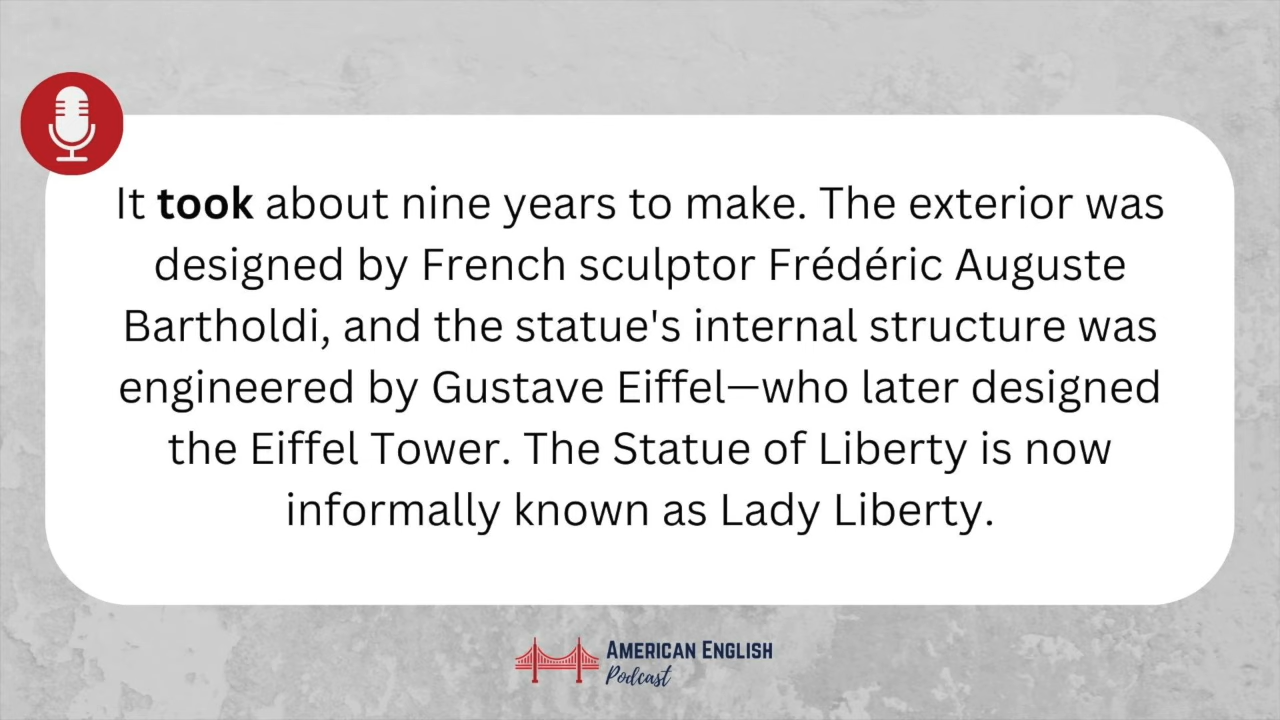 It took about nine years to make. The exterior was
designed by French sculptor Frédéric Auguste
Bartholdi, and the statue's internal structure was
engineered by Gustave Eiffel—who later designed
the Eiffel Tower. The Statue of Liberty is now
informally known as Lady Liberty.
AMERICAN ENGLISH
Podcast